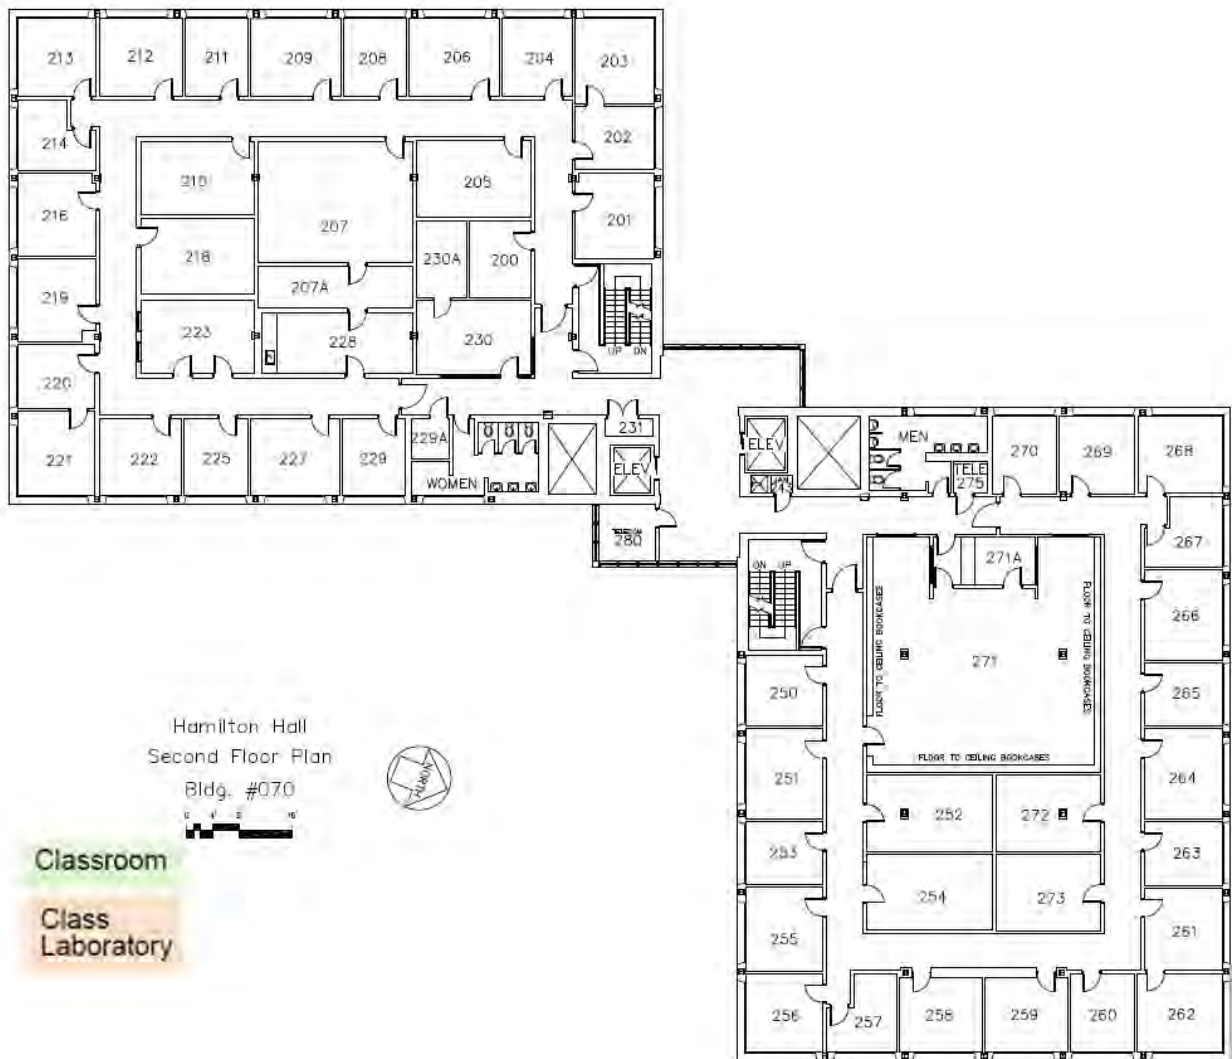 213 212 211 209 208 206 204 203
214
202
210 205
216 201
207
218 230A 200
219 207A
223 228 230
UP DN
220
231
229A
221 222 225 227 229
WOMEN
ELEV
280
ELEV
MEN
TELE
275
270 269 268
267
271A
DN UP
FLOOR TO CEILING BOOKCASES
FLOOR TO CEILING BOOKCASES
266
271
250 265
FLOOR TO CEILING BOOKCASES
251 264
252 272
253 263
254 273
255 261
256 257 258 259 260 262
Hamilton Hall
Second Floor Plan
Bldg. #070
NORTH
Classroom
Class
Laboratory